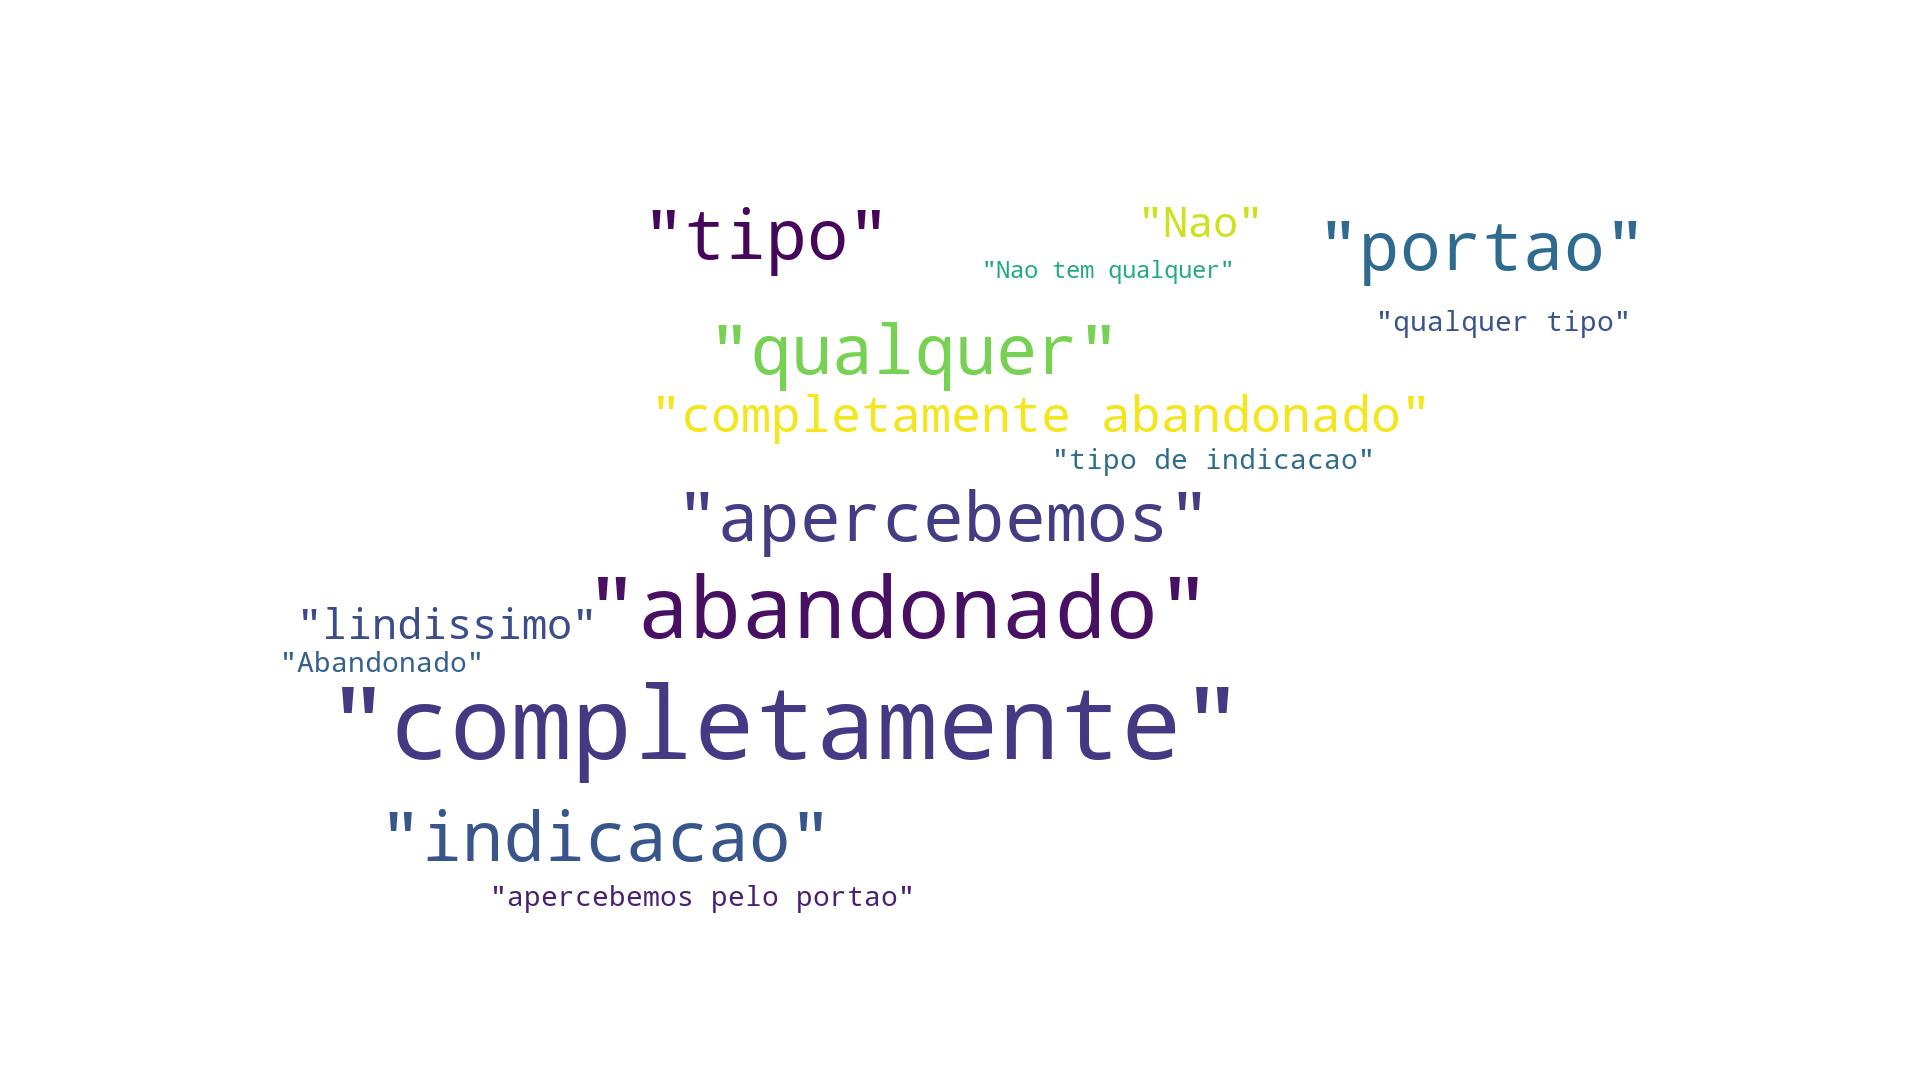 "tipo"
"Nao"
"portao"
"Nao tem qualquer"
"qualquer tipo"
"qualquer"
"completamente abandonado"
"tipo de indicacao"
"apercebemos"
"abandonado"
"lindissimo"
"Abandonado"
"completamente"
"indicacao"
"apercebemos pelo portao"